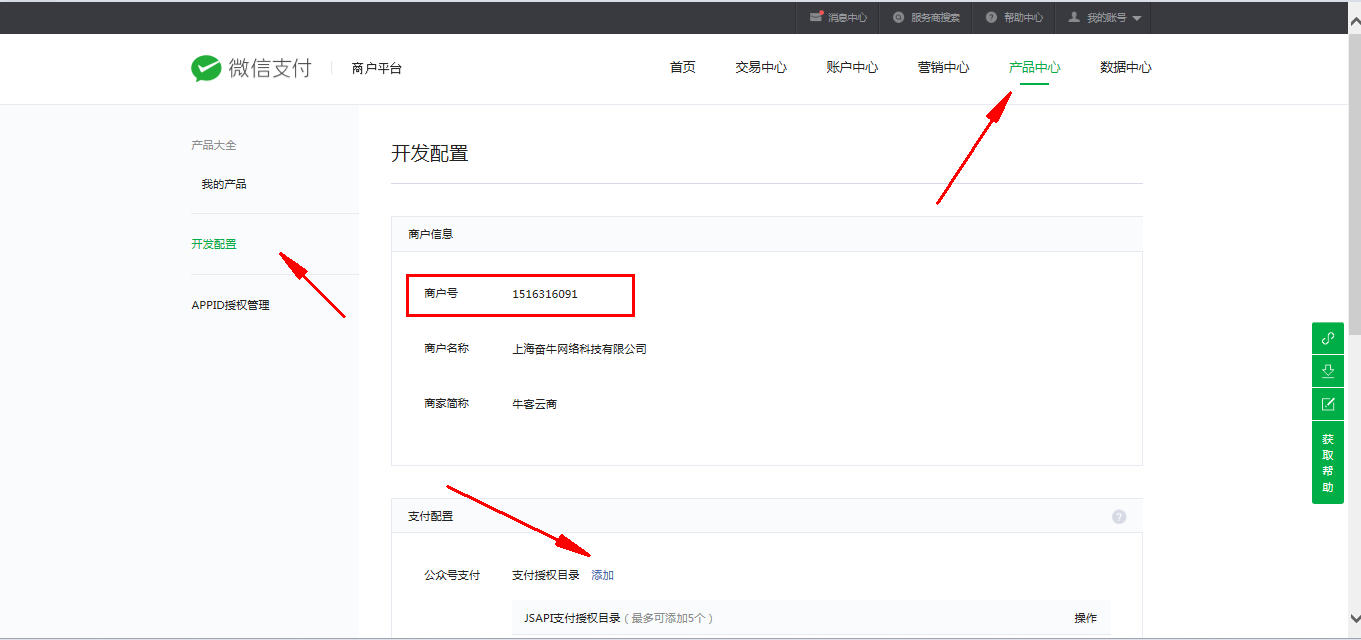 消息中心 服务商搜索 帮助中心 我的账号
微信支付 商户平台 首页 交易中心 账户中心 营销中心 产品中心 数据中心
产品大全
我的产品
开发配置
APPID授权管理
开发配置
商户信息
商户号 1516316091
商户名称 上海奋牛网络科技有限公司
商家简称 牛客云商
支付配置 ?
公众号支付 支付授权目录 添加
JSAPI支付授权目录（最多可添加5个） 操作
获
取
帮
助